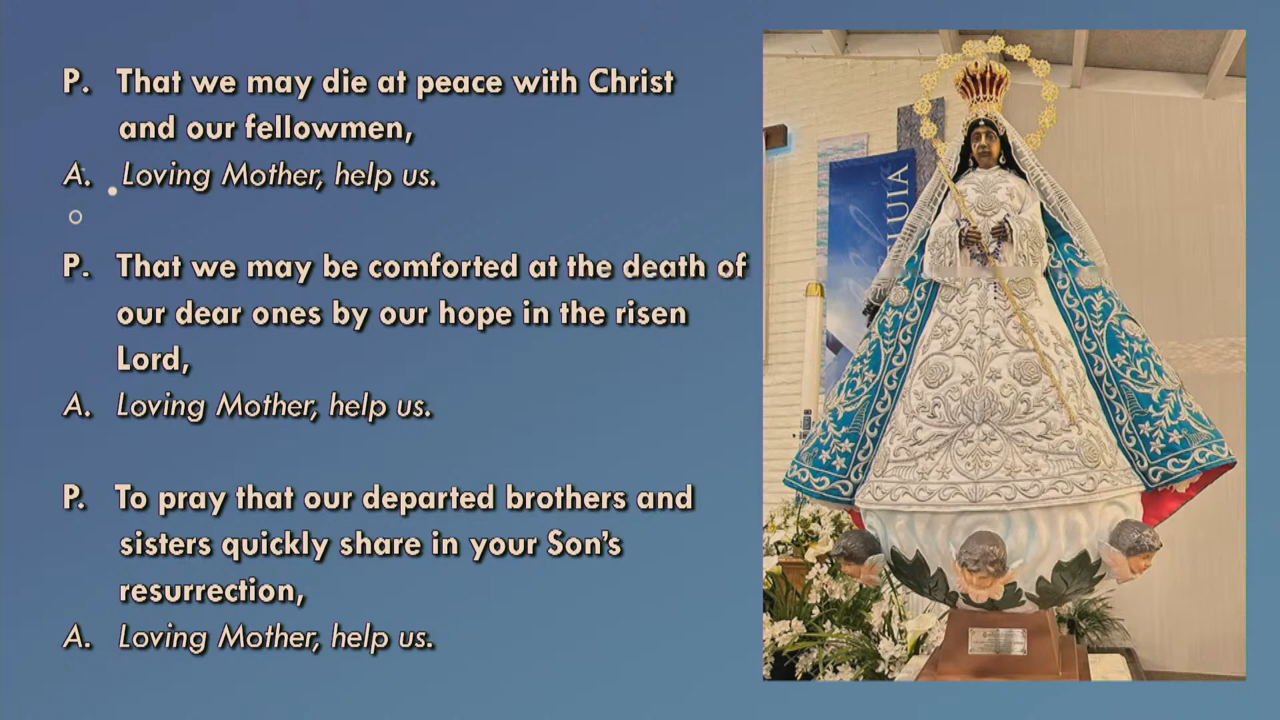 P. That we may die at peace with Christ
and our fellowmen,
A. Loving Mother, help us.
P. That we may be comforted at the death of
our dear ones by our hope in the risen
Lord,
A. Loving Mother, help us.
P. To pray that our departed brothers and
sisters quickly share in your Son's
resurrection,
A. Loving Mother, help us.
LUIA